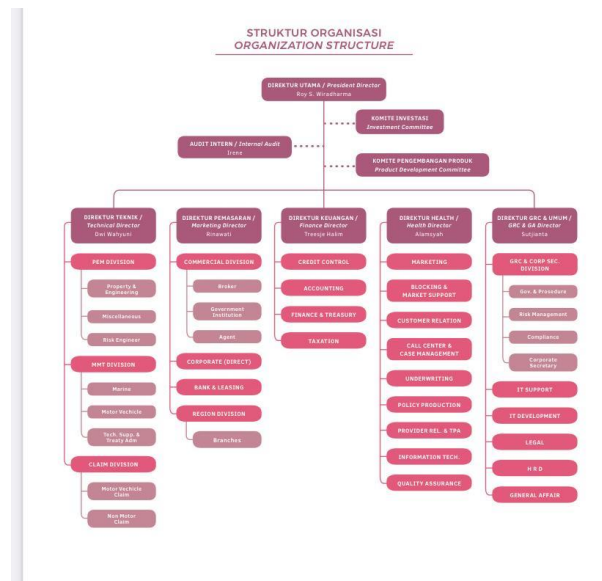 STRUKTUR ORGANISASI
ORGANIZATION STRUCTURE
DIREKTUR UTAMA / President Director
Roy S. Wiradharma
KOMITE INVESTASI
Investment Committee
AUDIT INTERN / Internal Audit
Irene
KOMITE PENGEMBANGAN PRODUK
Product Development Committee
DIREKTUR TEKNIK /
Technical Director
Dwi Wahyuni
PEM DIVISION
Property &
Engineering
Miscellaneous
Risk Engineer
MMT DIVISION
Marine
Motor Vechicle
Tech. Supp. &
Treaty Adm
CLAIM DIVISION
Motor Vechicle
Claim
Non Motor
Claim
DIREKTUR PEMASARAN /
Marketing Director
Rinawati
COMMERCIAL DIVISION
Broker
Government
Institution
Agent
CORPORATE (DIRECT)
BANK & LEASING
REGION DIVISION
Branches
DIREKTUR KEUANGAN /
Finance Director
Treesje Halim
CREDIT CONTROL
ACCOUNTING
FINANCE & TREASURY
TAXATION
DIREKTUR HEALTH /
Health Director
Alamsyah
MARKETING
BLOCKING &
MARKET SUPPORT
CUSTOMER RELATION
CALL CENTER &
CASE MANAGEMENT
UNDERWRITING
POLICY PRODUCTION
PROVIDER REL. & TPA
INFORMATION TECH.
QUALITY ASSURANCE
DIREKTUR GRC & UMUM /
GRC & GA Director
Sutjianta
GRC & CORP SEC.
DIVISION
Gov. & Procedure
Risk Management
Compliance
Corporate
Secretary
IT SUPPORT
IT DEVELOPMENT
LEGAL
H R D
GENERAL AFFAIR